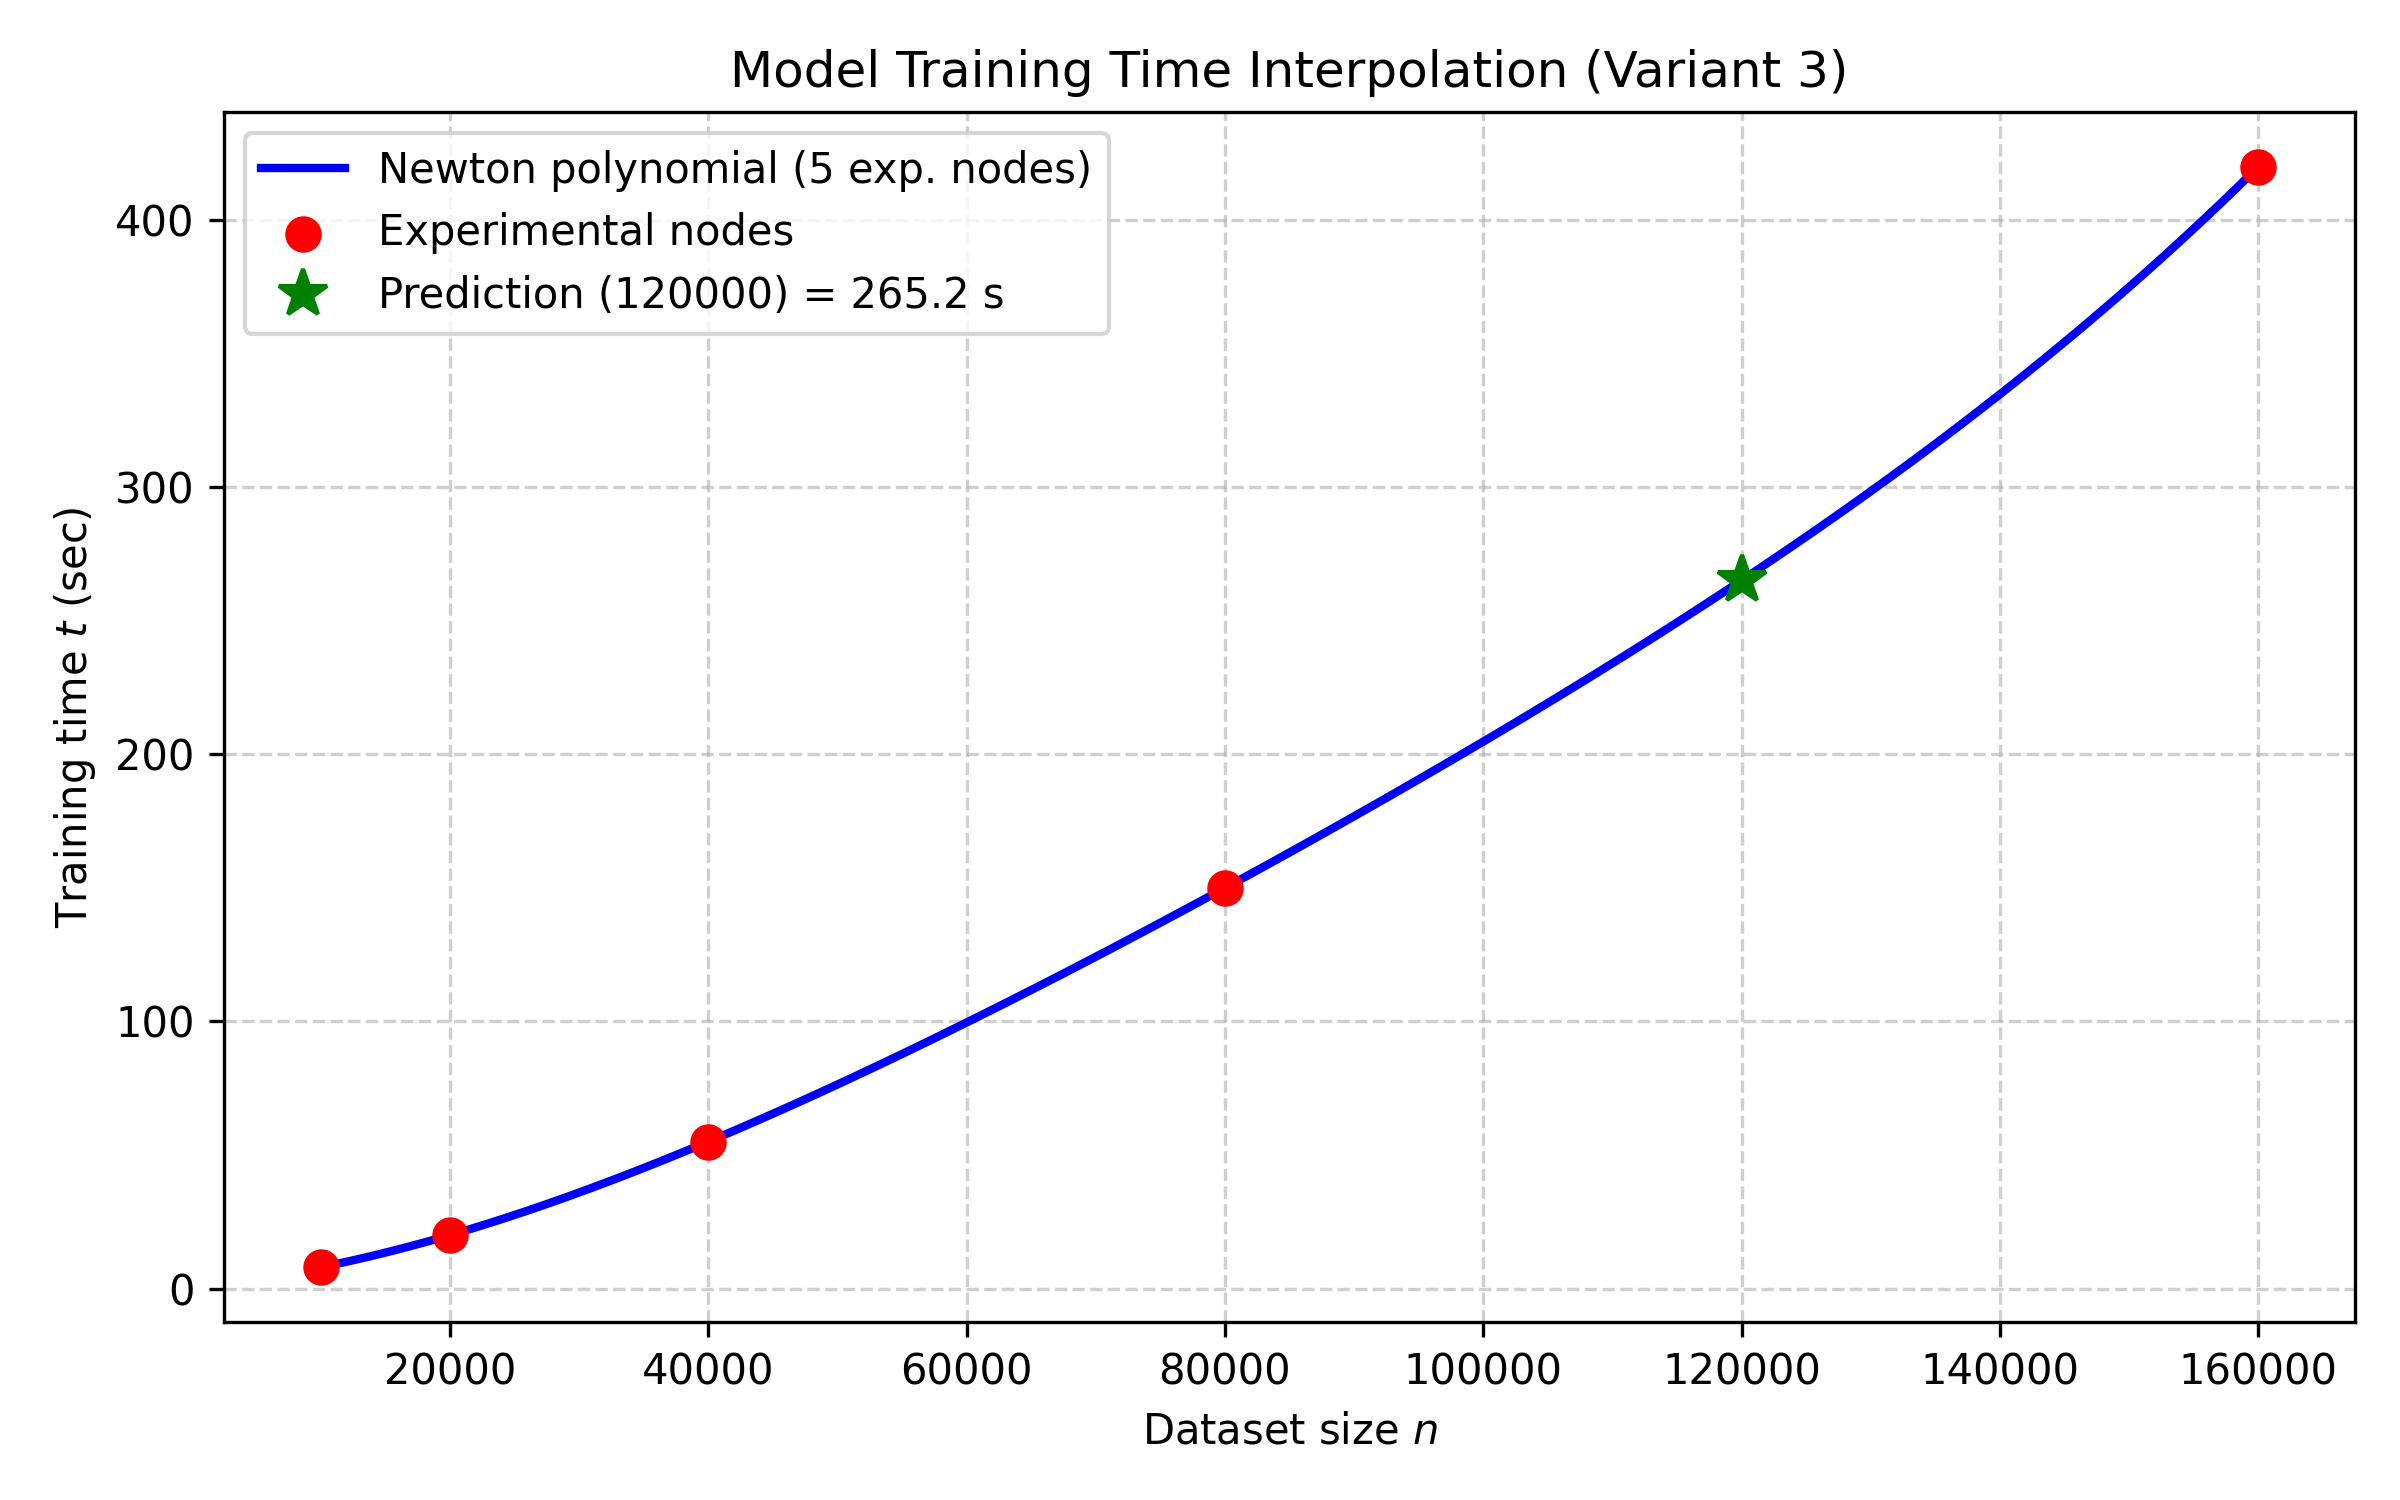 Model Training Time Interpolation (Variant 3)
Newton polynomial (5 exp. nodes)
Experimental nodes
Prediction (120000) = 265.2 s
400
300
200
100
0
Training time t (sec)
20000 40000 60000 80000 100000 120000 140000 160000
Dataset size n